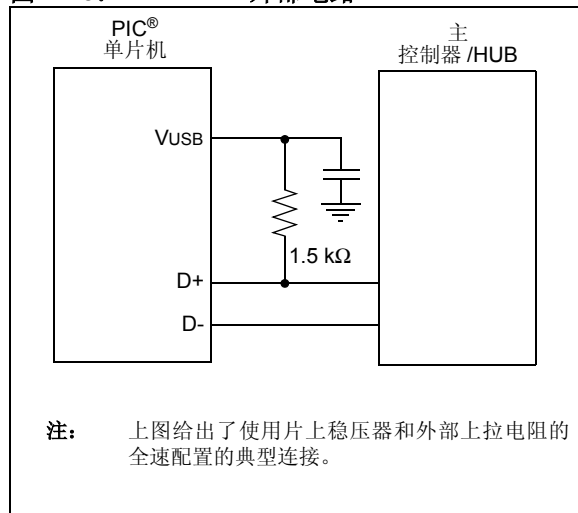 PIC®
单片机
主
控制器 /HUB
VUSB
1.5 kΩ
D+
D-
注： 上图给出了使用片上稳压器和外部上拉电阻的
全速配置的典型连接。